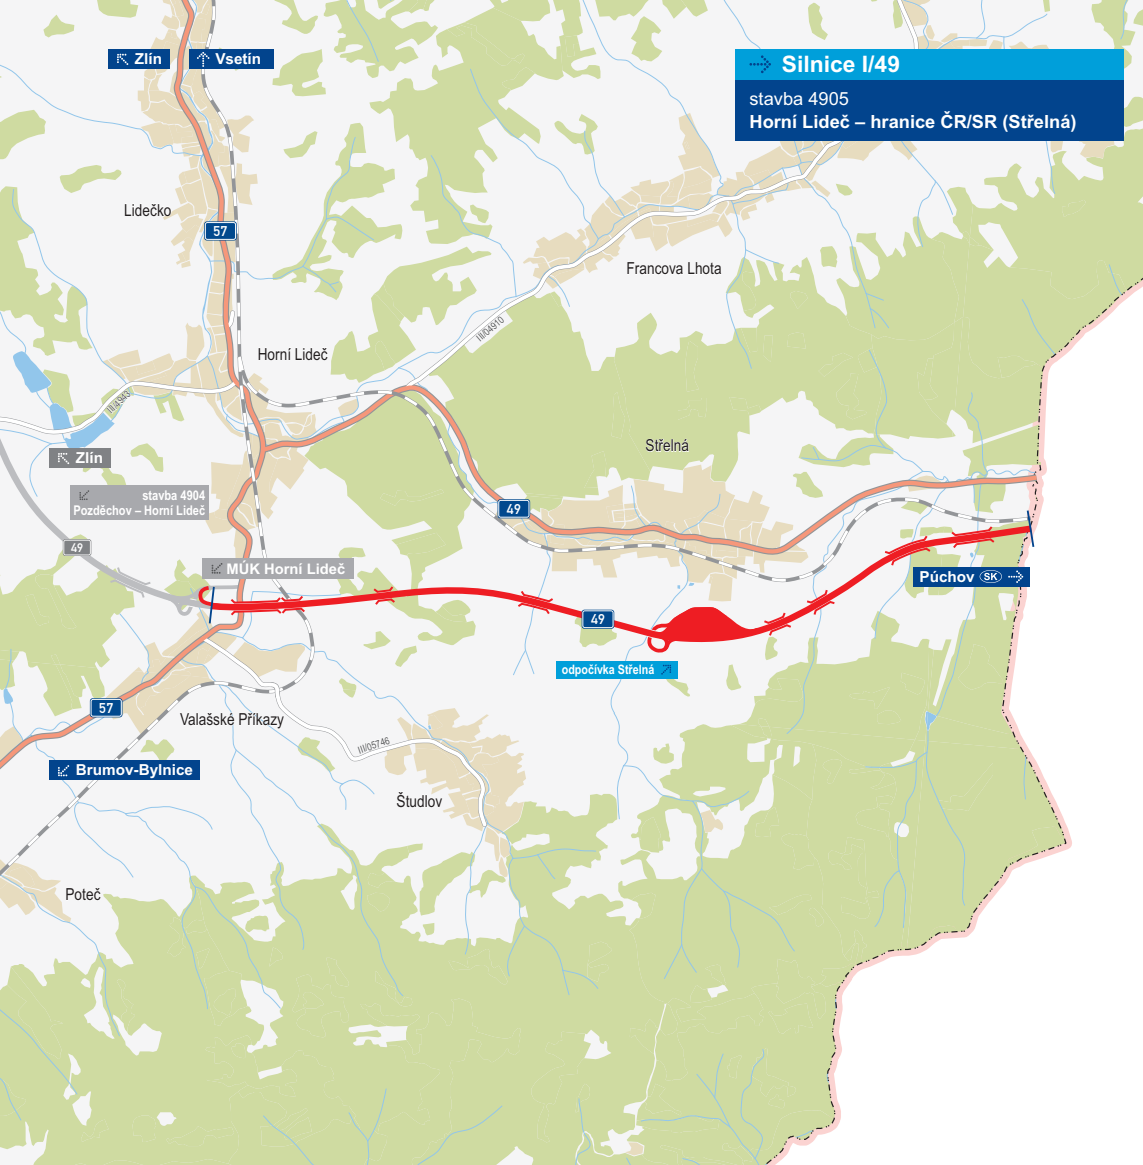 Zlín
Vsetín
Silnice I/49
stavba 4905
Horní Lideč – hranice ČR/SR (Střelná)
Lidečko
57
Francova Lhota
III/04910
Horní Lideč
III/4943
Zlín
Střelná
stavba 4904
Pozděchov – Horní Lideč
49
49
MÚK Horní Lideč
Púchov SK
49
odpočívka Střelná
57
Valašské Příkazy
III/05746
Brumov-Bylnice
Študlov
Poteč